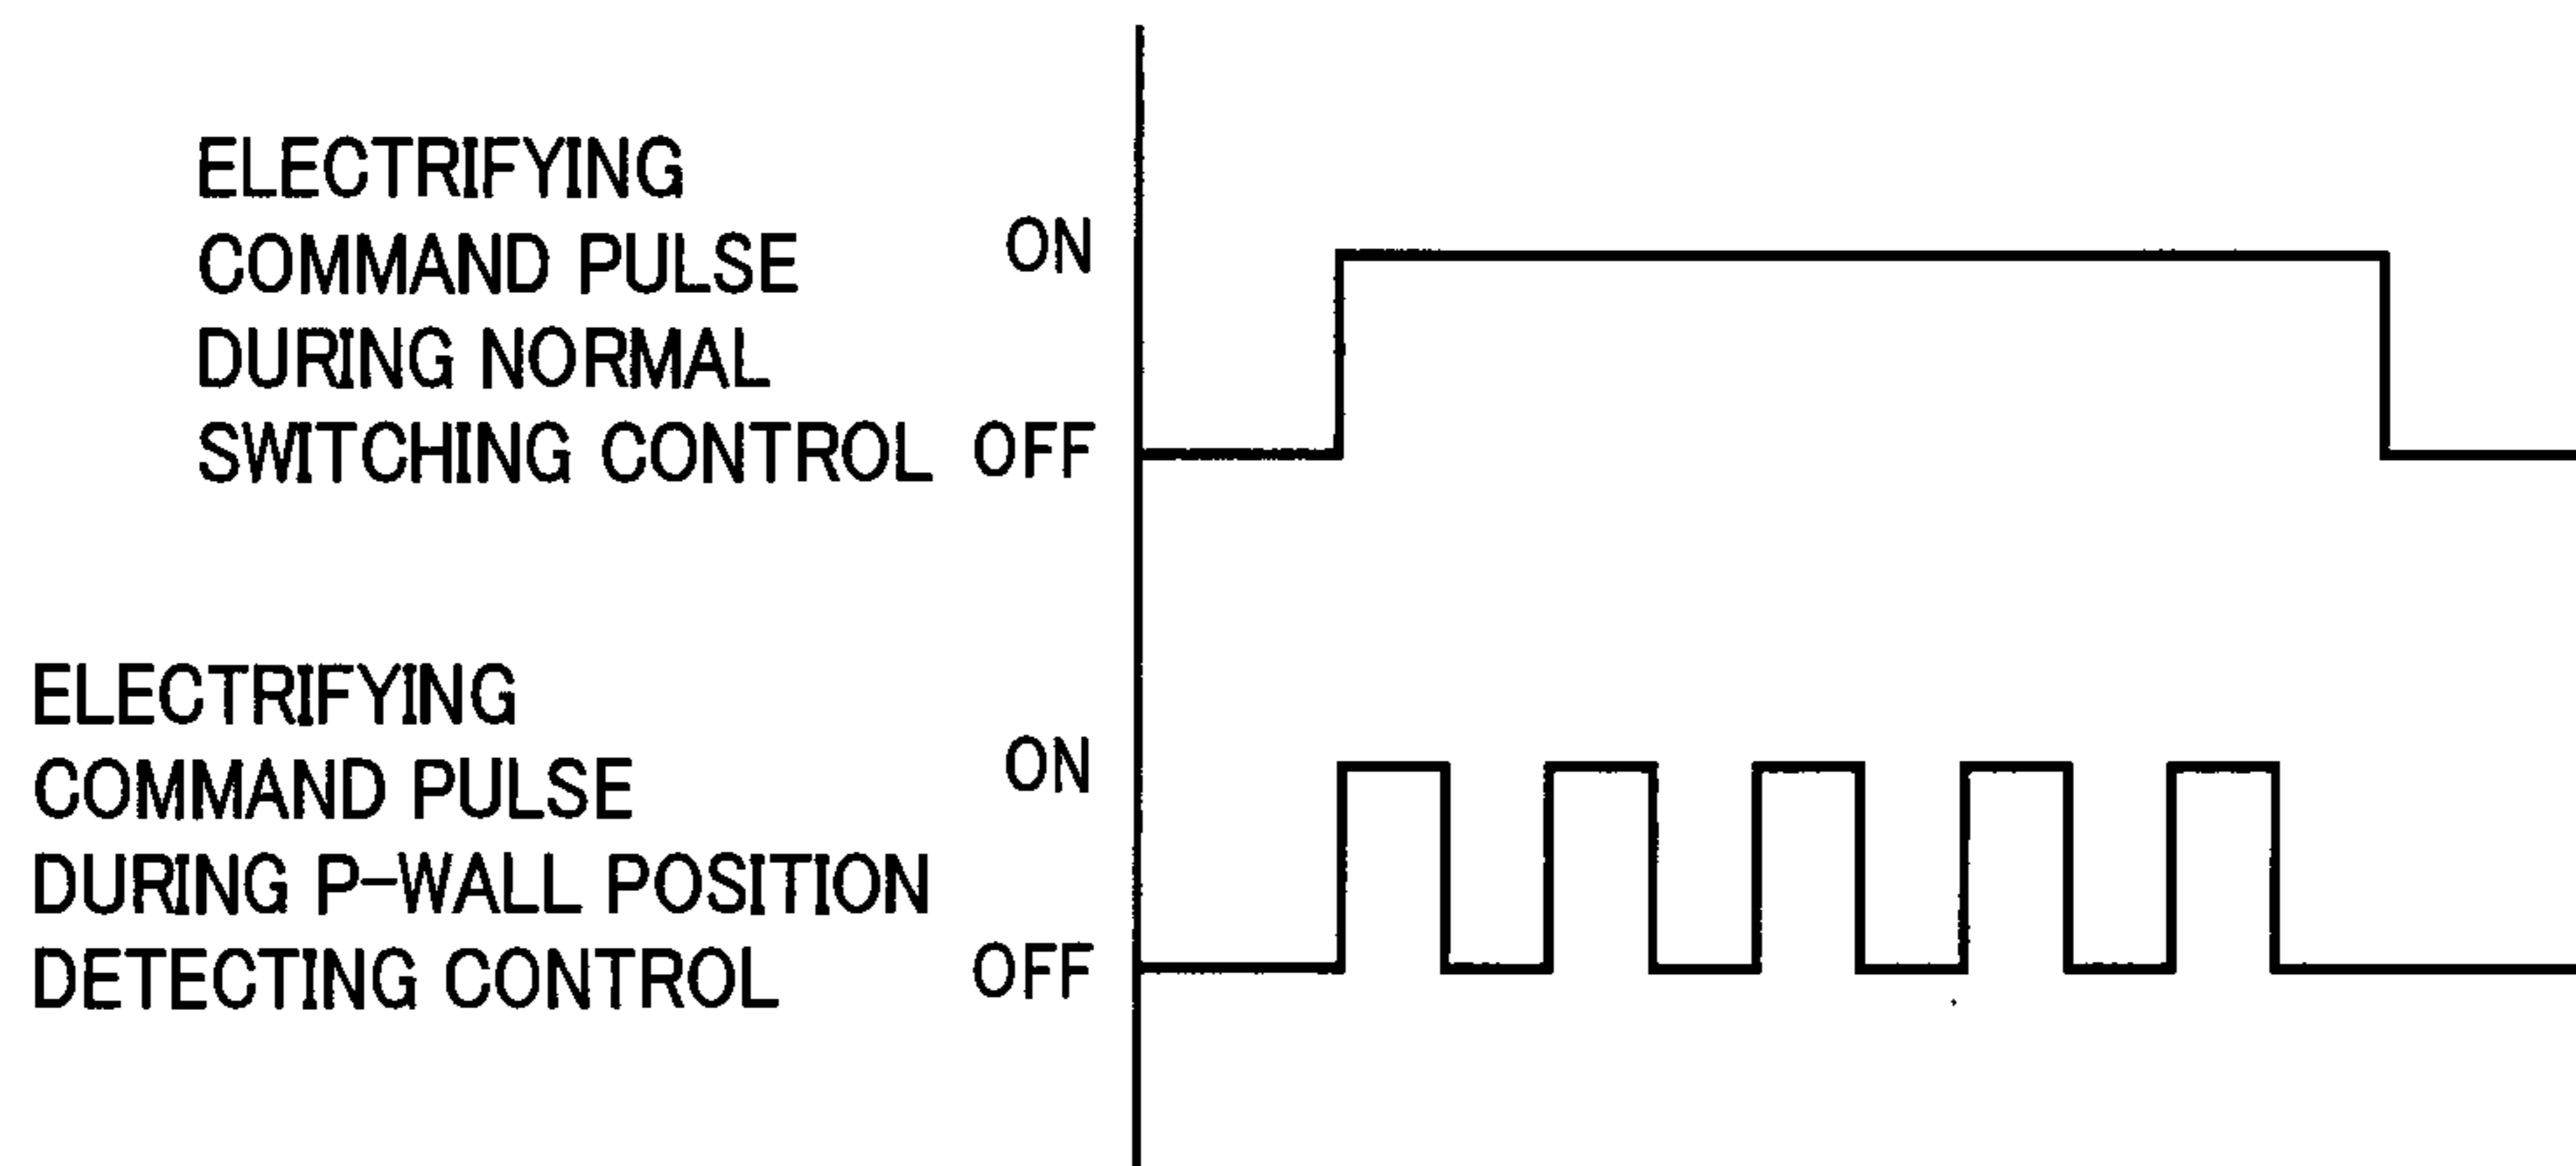 ELECTRIFYING
COMMAND PULSE
DURING NORMAL
SWITCHING CONTROL
ON
OFF
ELECTRIFYING
COMMAND PULSE
DURING P-WALL POSITION
DETECTING CONTROL
ON
OFF